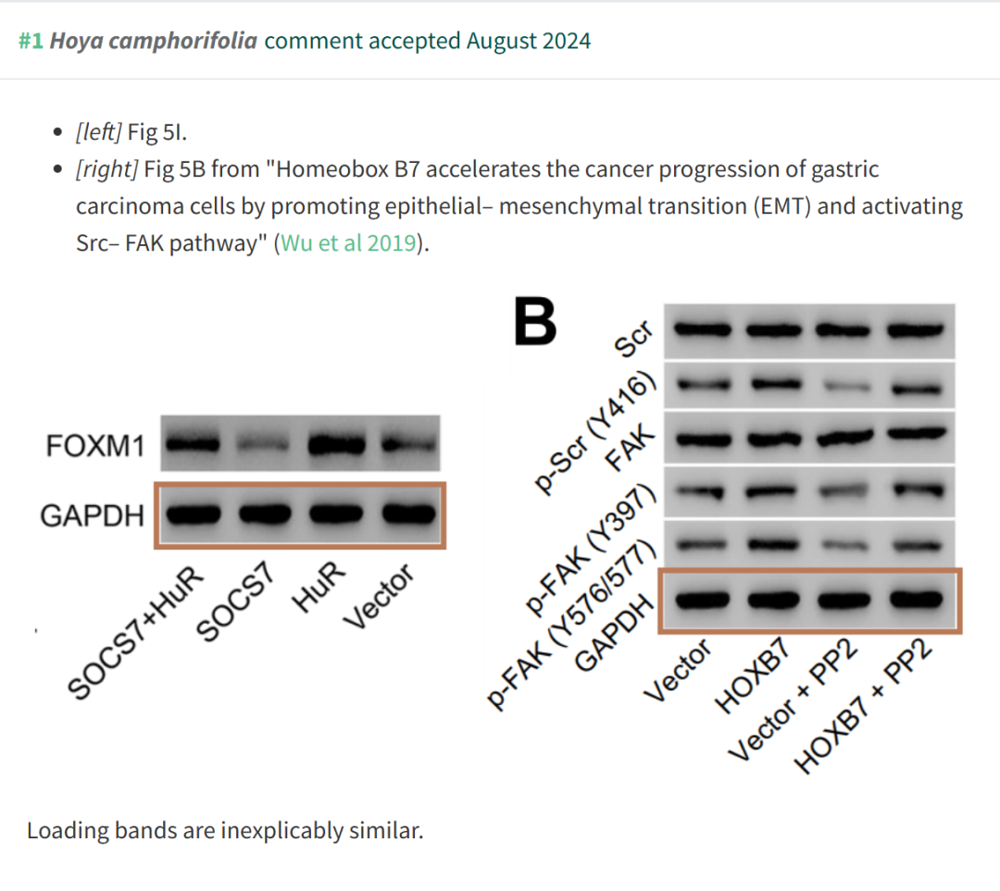 #1 Hoya camphorifolia comment accepted August 2024
• [left] Fig 5I.
• [right] Fig 5B from "Homeobox B7 accelerates the cancer progression of gastric
carcinoma cells by promoting epithelial– mesenchymal transition (EMT) and activating
Src– FAK pathway" (Wu et al 2019).
FOXM1
GAPDH
SOCS7+HuR
SOCS7
HuR
Vector
B
Scr
p-Scr (Y416)
FAK
p-FAK (Y397)
p-FAK (Y576/577)
GAPDH
Vector
HOXB7
Vector + PP2
HOXB7 + PP2
Loading bands are inexplicably similar.